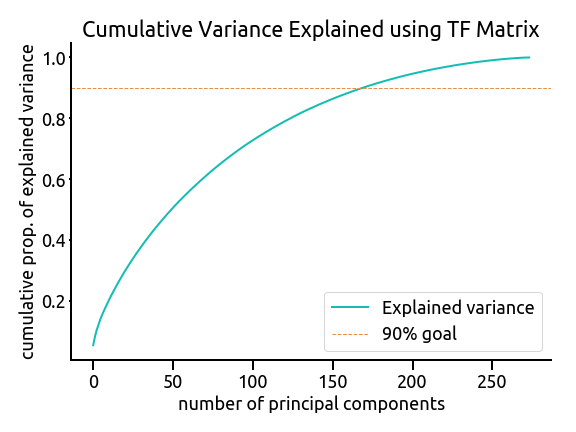 Cumulative Variance Explained using TF Matrix
cumulative prop. of explained variance
1.0
0.8
0.6
0.4
0.2
Explained variance
90% goal
0 50 100 150 200 250
number of principal components